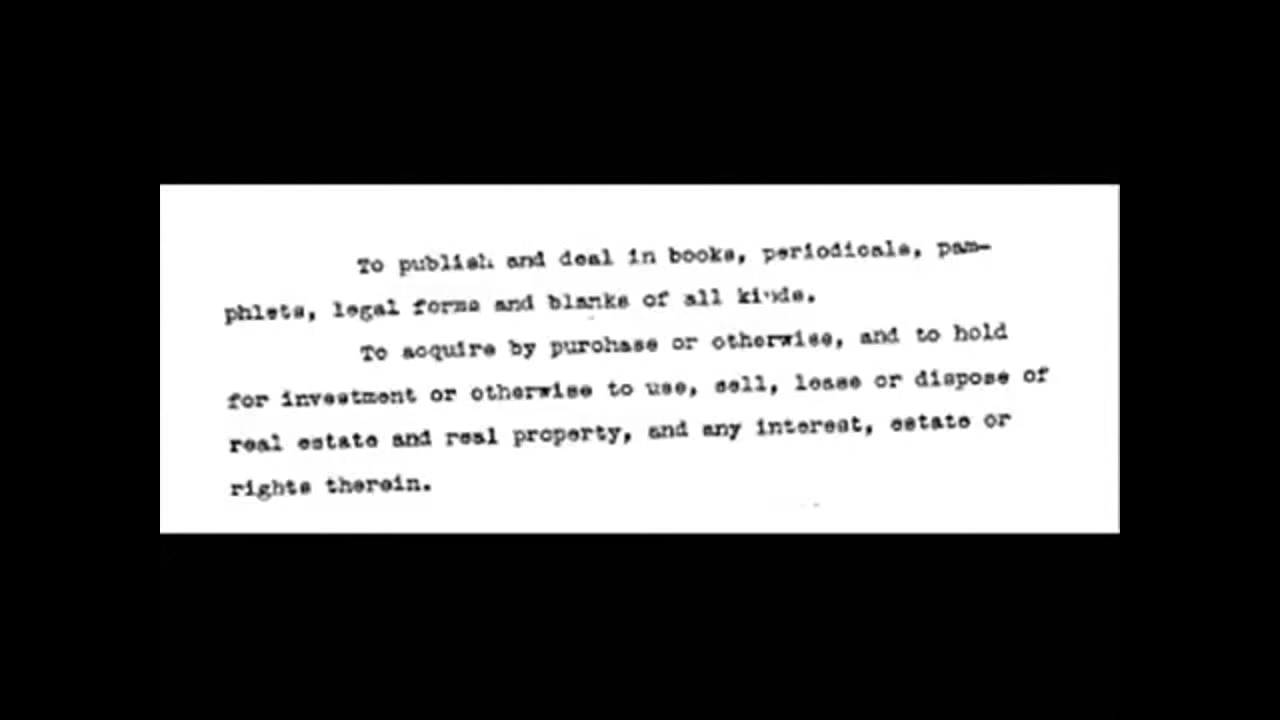 To publish and deal in books, periodicals, pam-
phlets, legal forms and blanks of all kinds.
To acquire by purchase or otherwise, and to hold
for investment or otherwise to use, sell, lease or dispose of
real estate and real property, and any interest, estate or
rights therein.